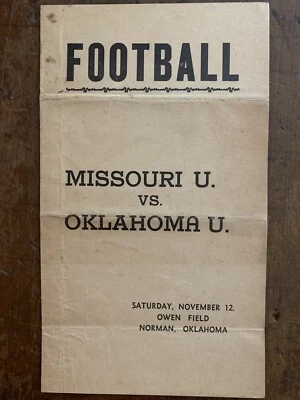 FOOTBALL
MISSOURI U.
VS.
OKLAHOMA U.
SATURDAY, NOVEMBER 12.
OWEN FIELD
NORMAN, OKLAHOMA